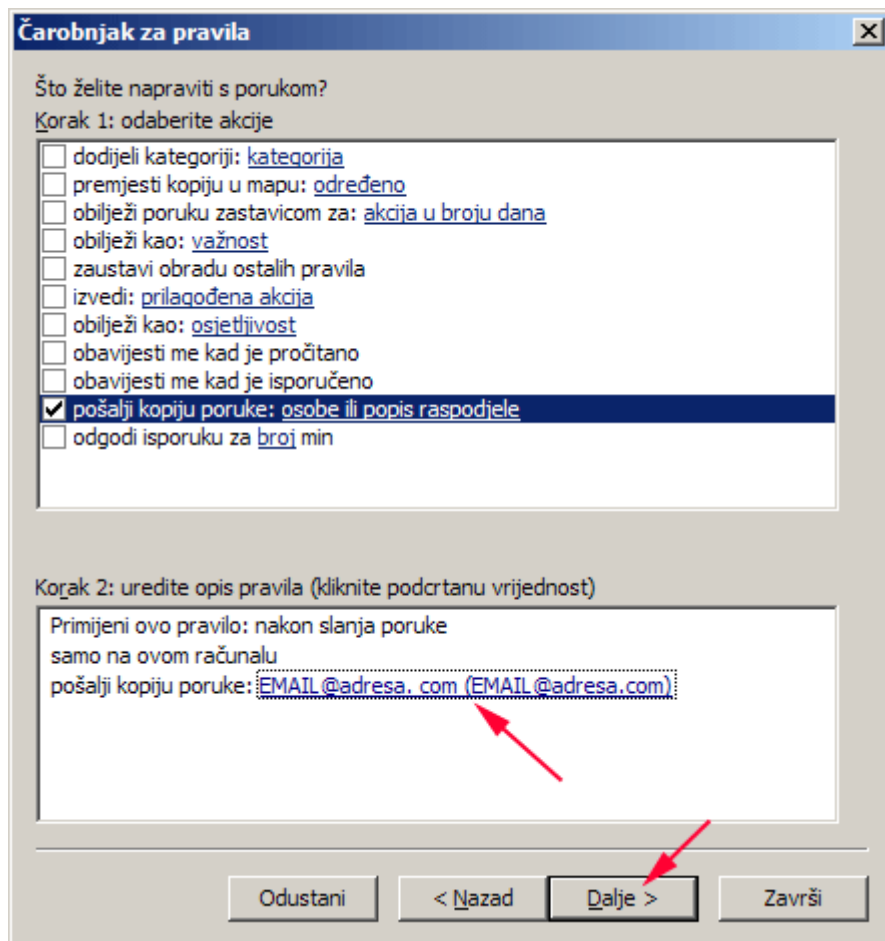 Čarobnjak za pravila
Što želite napraviti s porukom?
Korak 1: odaberite akcije
dodijeli kategoriji: kategorija
premjesti kopiju u mapu: određeno
obilježi poruku zastavicom za: akcija u broju dana
obilježi kao: važnost
zaustavi obradu ostalih pravila
izvedi: prilagođena akcija
obilježi kao: osjetljivost
obavijesti me kad je pročitano
obavijesti me kad je isporučeno
pošalji kopiju poruke: osobe ili popis raspodjele
odgodi isporuku za broj min
Korak 2: uredite opis pravila (kliknite podcrtanu vrijednost)
Primijeni ovo pravilo: nakon slanja poruke
samo na ovom računalu
pošalji kopiju poruke: EMAIL@adresa. com (EMAIL@adresa.com)
Odustani < Nazad Dalje > Završi